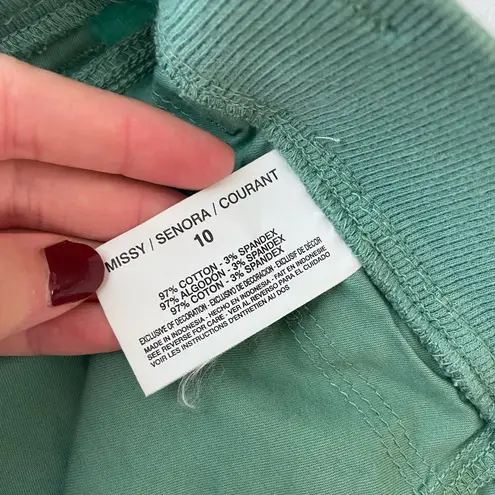 MISSY / SENORA / COURANT
10
97% COTTON - 3% SPANDEX
97% ALGODON - 3% SPANDEX
97% COTON - 3% SPANDEX
EXCLUSIVE OF DECORATION - EXCLUSIVO DE DECORACION - EXCLUSIF DE DÉCOR
MADE IN INDONESIA - HECHO EN INDONESIA - FAIT EN INDONESIE
SEE REVERSE FOR CARE - VER AL REVERSO PARA EL CUIDADO
VOIR LES INSTRUCTIONS D'ENTRETIEN AU DOS